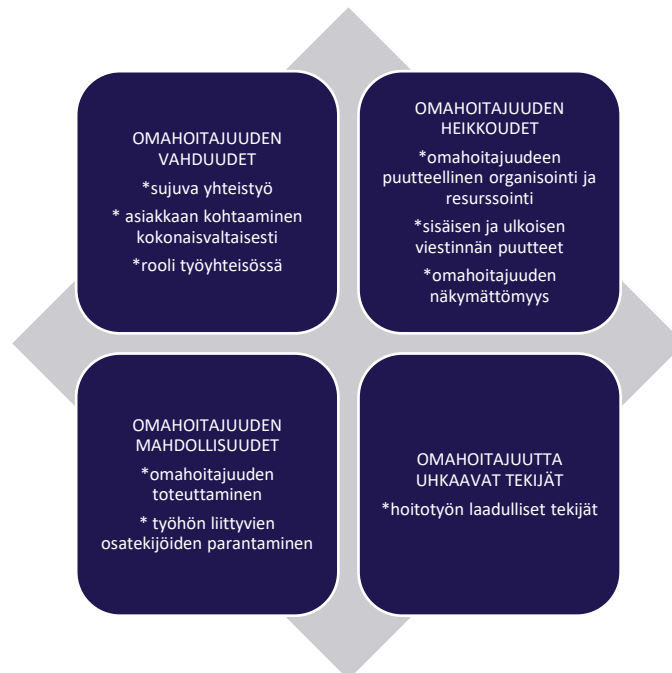 OMAHOITAJUUDEN
VAHDUUDET
*sujuva yhteistyö
* asiakkaan kohtaaminen
kokonaisvaltaisesti
*rooli työyhteisössä
OMAHOITAJUUDEN
HEIKKOUDET
*omahoitajuudeen
puutteellinen organisointi ja
resurssointi
*sisäisen ja ulkoisen
viestinnän puutteet
*omahoitajuuden
näkymättömyys
OMAHOITAJUUDEN
MAHDOLLISUUDET
*omahoitajuuden
toteuttaminen
* työhön liittyvien
osatekijöiden parantaminen
OMAHOITAJUUTTA
UHKAAVAT TEKIJÄT
*hoitotyön laadulliset tekijät